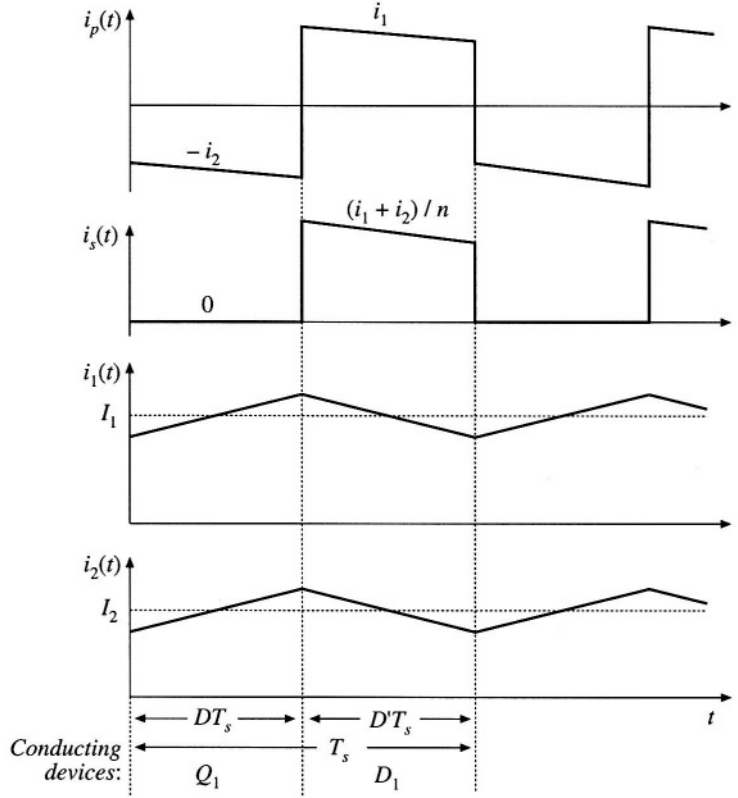 i_p(t)
i_1
– i_2
i_s(t)
(i_1 + i_2) / n
0
i_1(t)
I_1
i_2(t)
I_2
DT_s
D'T_s
t
T_s
Conducting
devices:
Q_1
D_1